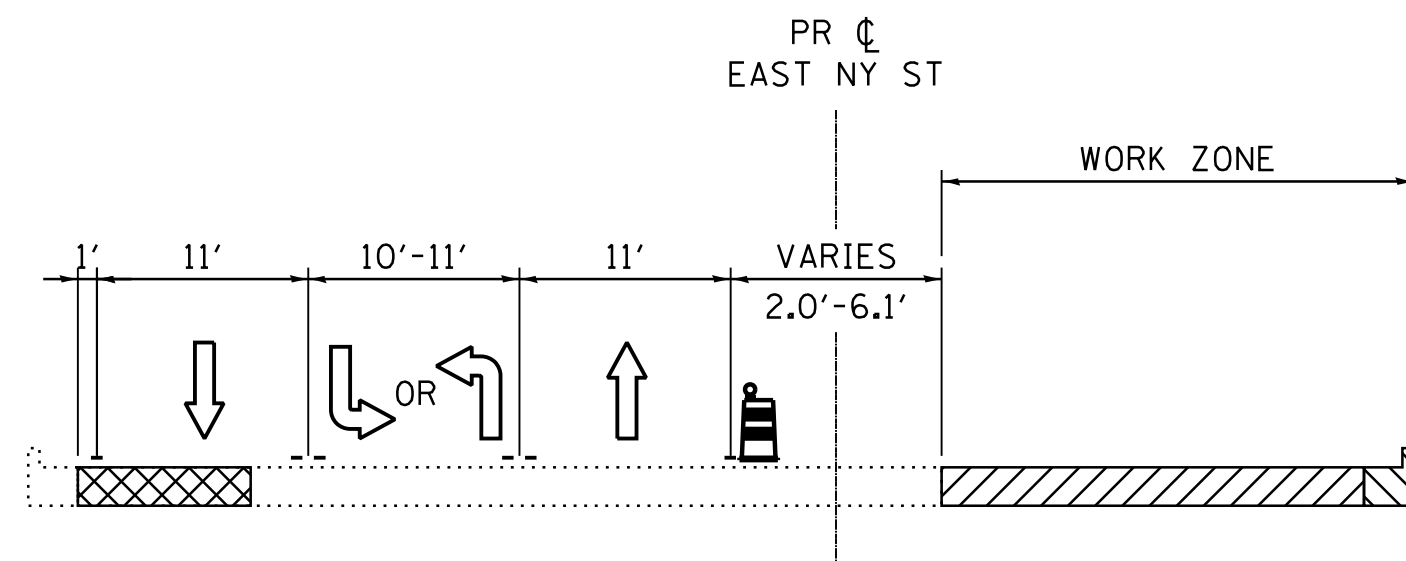 PR ℄
EAST NY ST
WORK ZONE
1' 11' 10'-11' 11' VARIES
2.0'-6.1'
OR